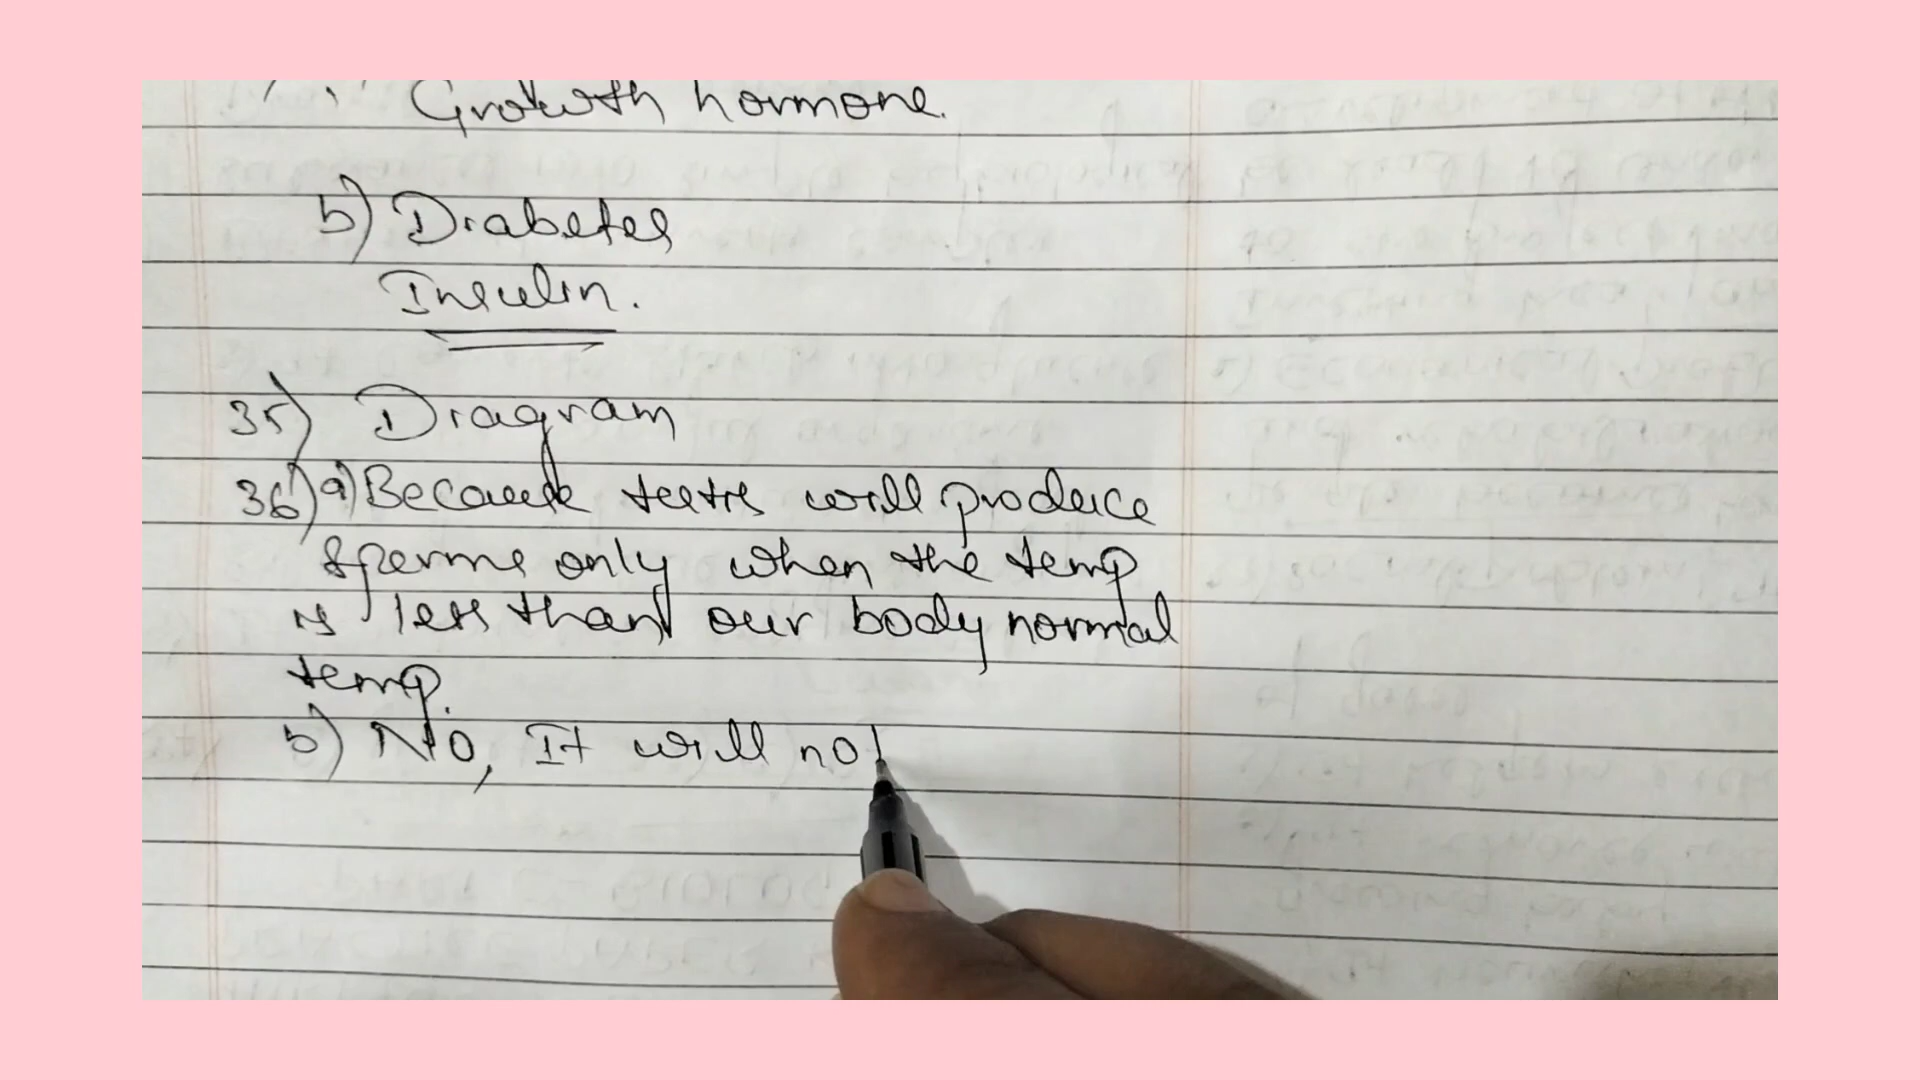 Growth hormone.
b) Diabetes
Insulin.
35) Diagram
36) a) Because testis will produce
sperms only when the temp
is less than our body normal
temp.
b) No, It will not